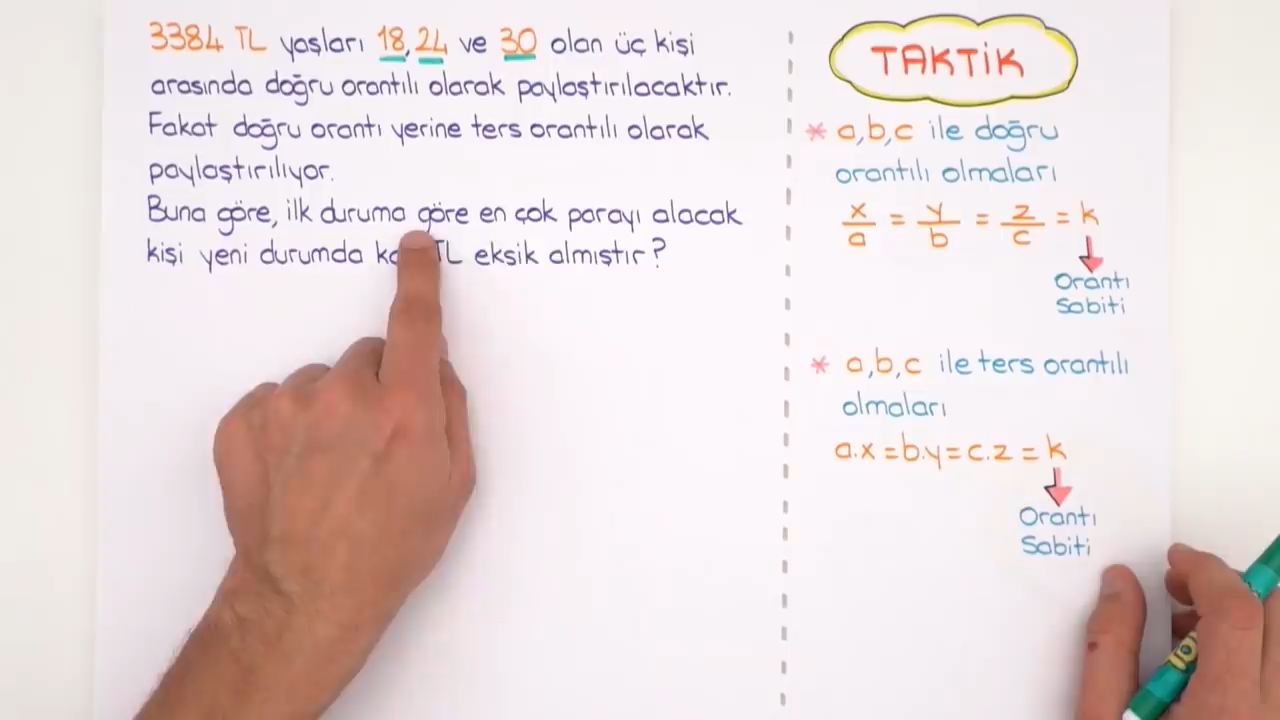 3384 TL yaşları 18, 24 ve 30 olan üç kişi
arasında doğru orantılı olarak paylaştırılacaktır.
Fakat doğru orantı yerine ters orantılı olarak
paylaştırılıyor.
Buna göre, ilk duruma göre en çok parayı alacak
kişi yeni durumda TL eksik almıştır?
TAKTİK
* a,b,c ile doğru
orantılı olmaları
x/a = y/b = z/c = k
Orantı
Sabiti
* a,b,c ile ters orantılı
olmaları
a.x = b.y = c.z = k
Orantı
Sabiti